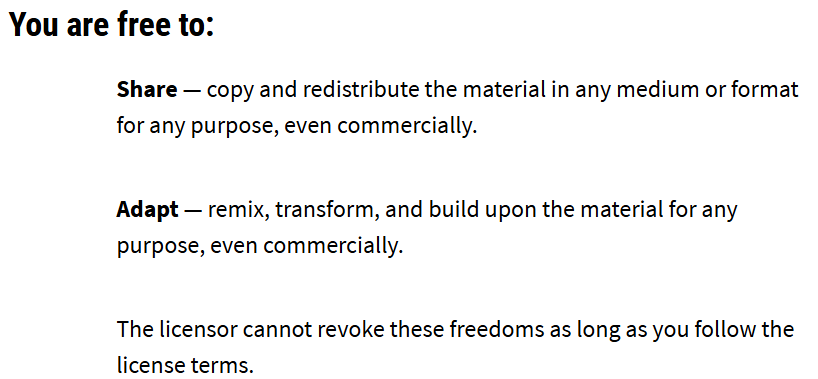 You are free to:
Share — copy and redistribute the material in any medium or format
for any purpose, even commercially.
Adapt — remix, transform, and build upon the material for any
purpose, even commercially.
The licensor cannot revoke these freedoms as long as you follow the
license terms.